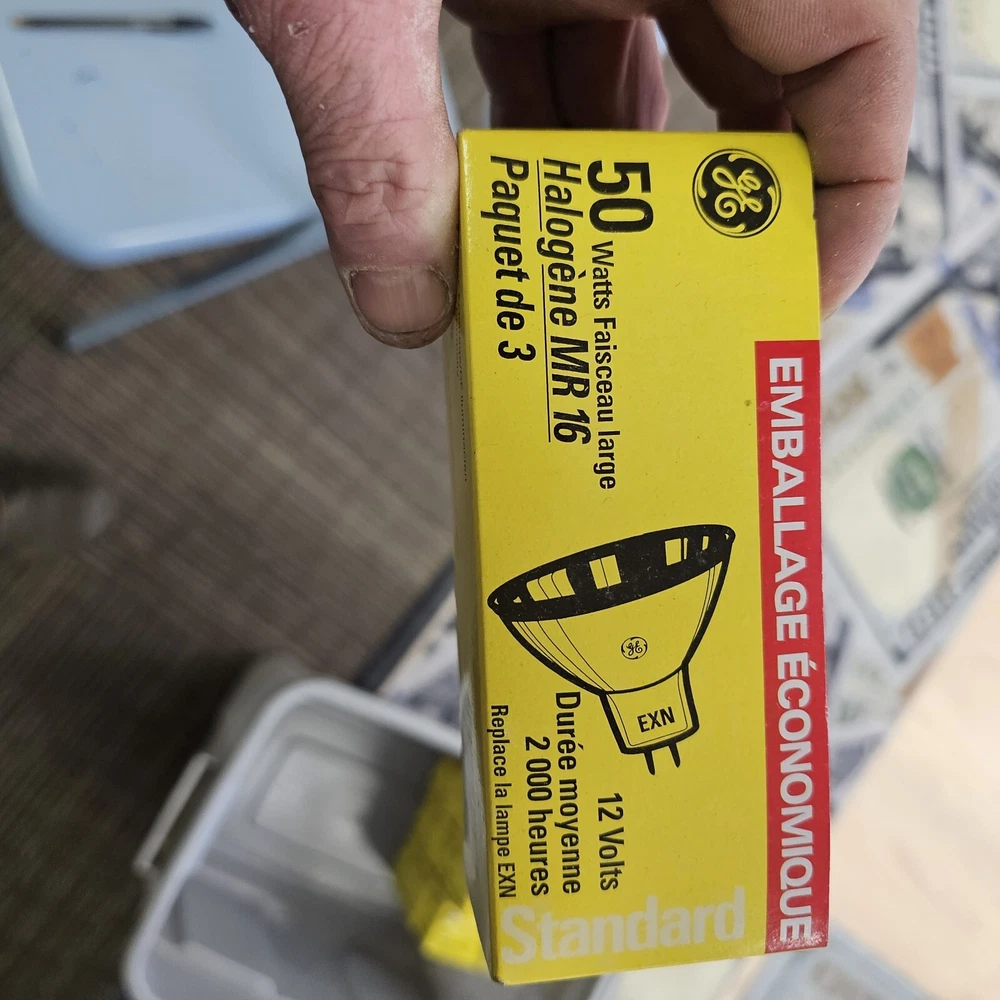 EMBALLAGE ÉCONOMIQUE
50 Watts Faisceau large
Halogène MR 16
Paquet de 3
EXN
12 Volts
Durée moyenne
2 000 heures
Replace la lampe EXN
Standard